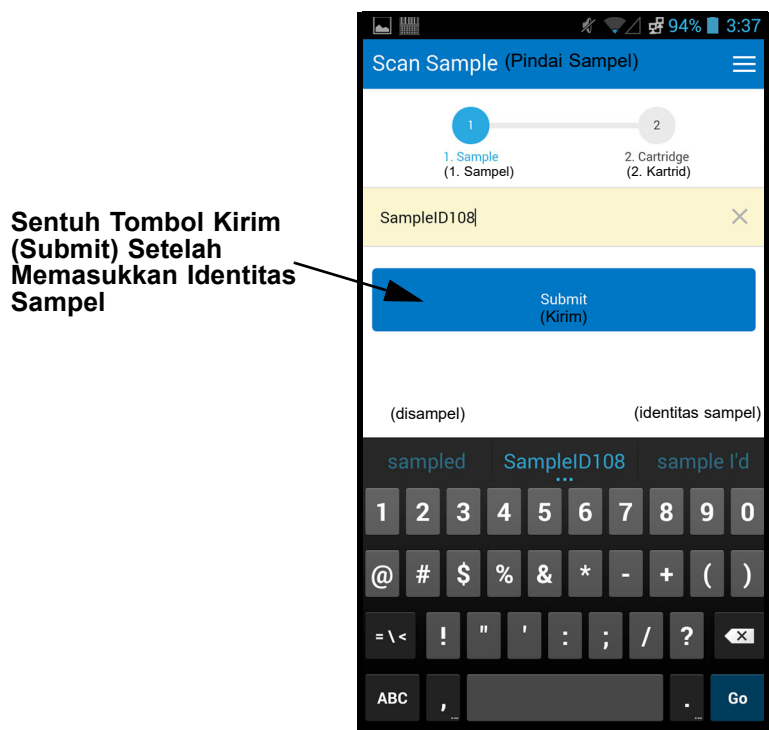 94% 3:37
Scan Sample (Pindai Sampel)
1 2
1. Sample 2. Cartridge
(1. Sampel) (2. Kartrid)
SampleID108
Sentuh Tombol Kirim
(Submit) Setelah
Memasukkan Identitas
Sampel
Submit
(Kirim)
(disampel) (identitas sampel)
sampled SampleID108 sample I'd
1 2 3 4 5 6 7 8 9 0
@ # $ % & * - + ( )
= \ < ! " ' : ; / ?
ABC , . Go